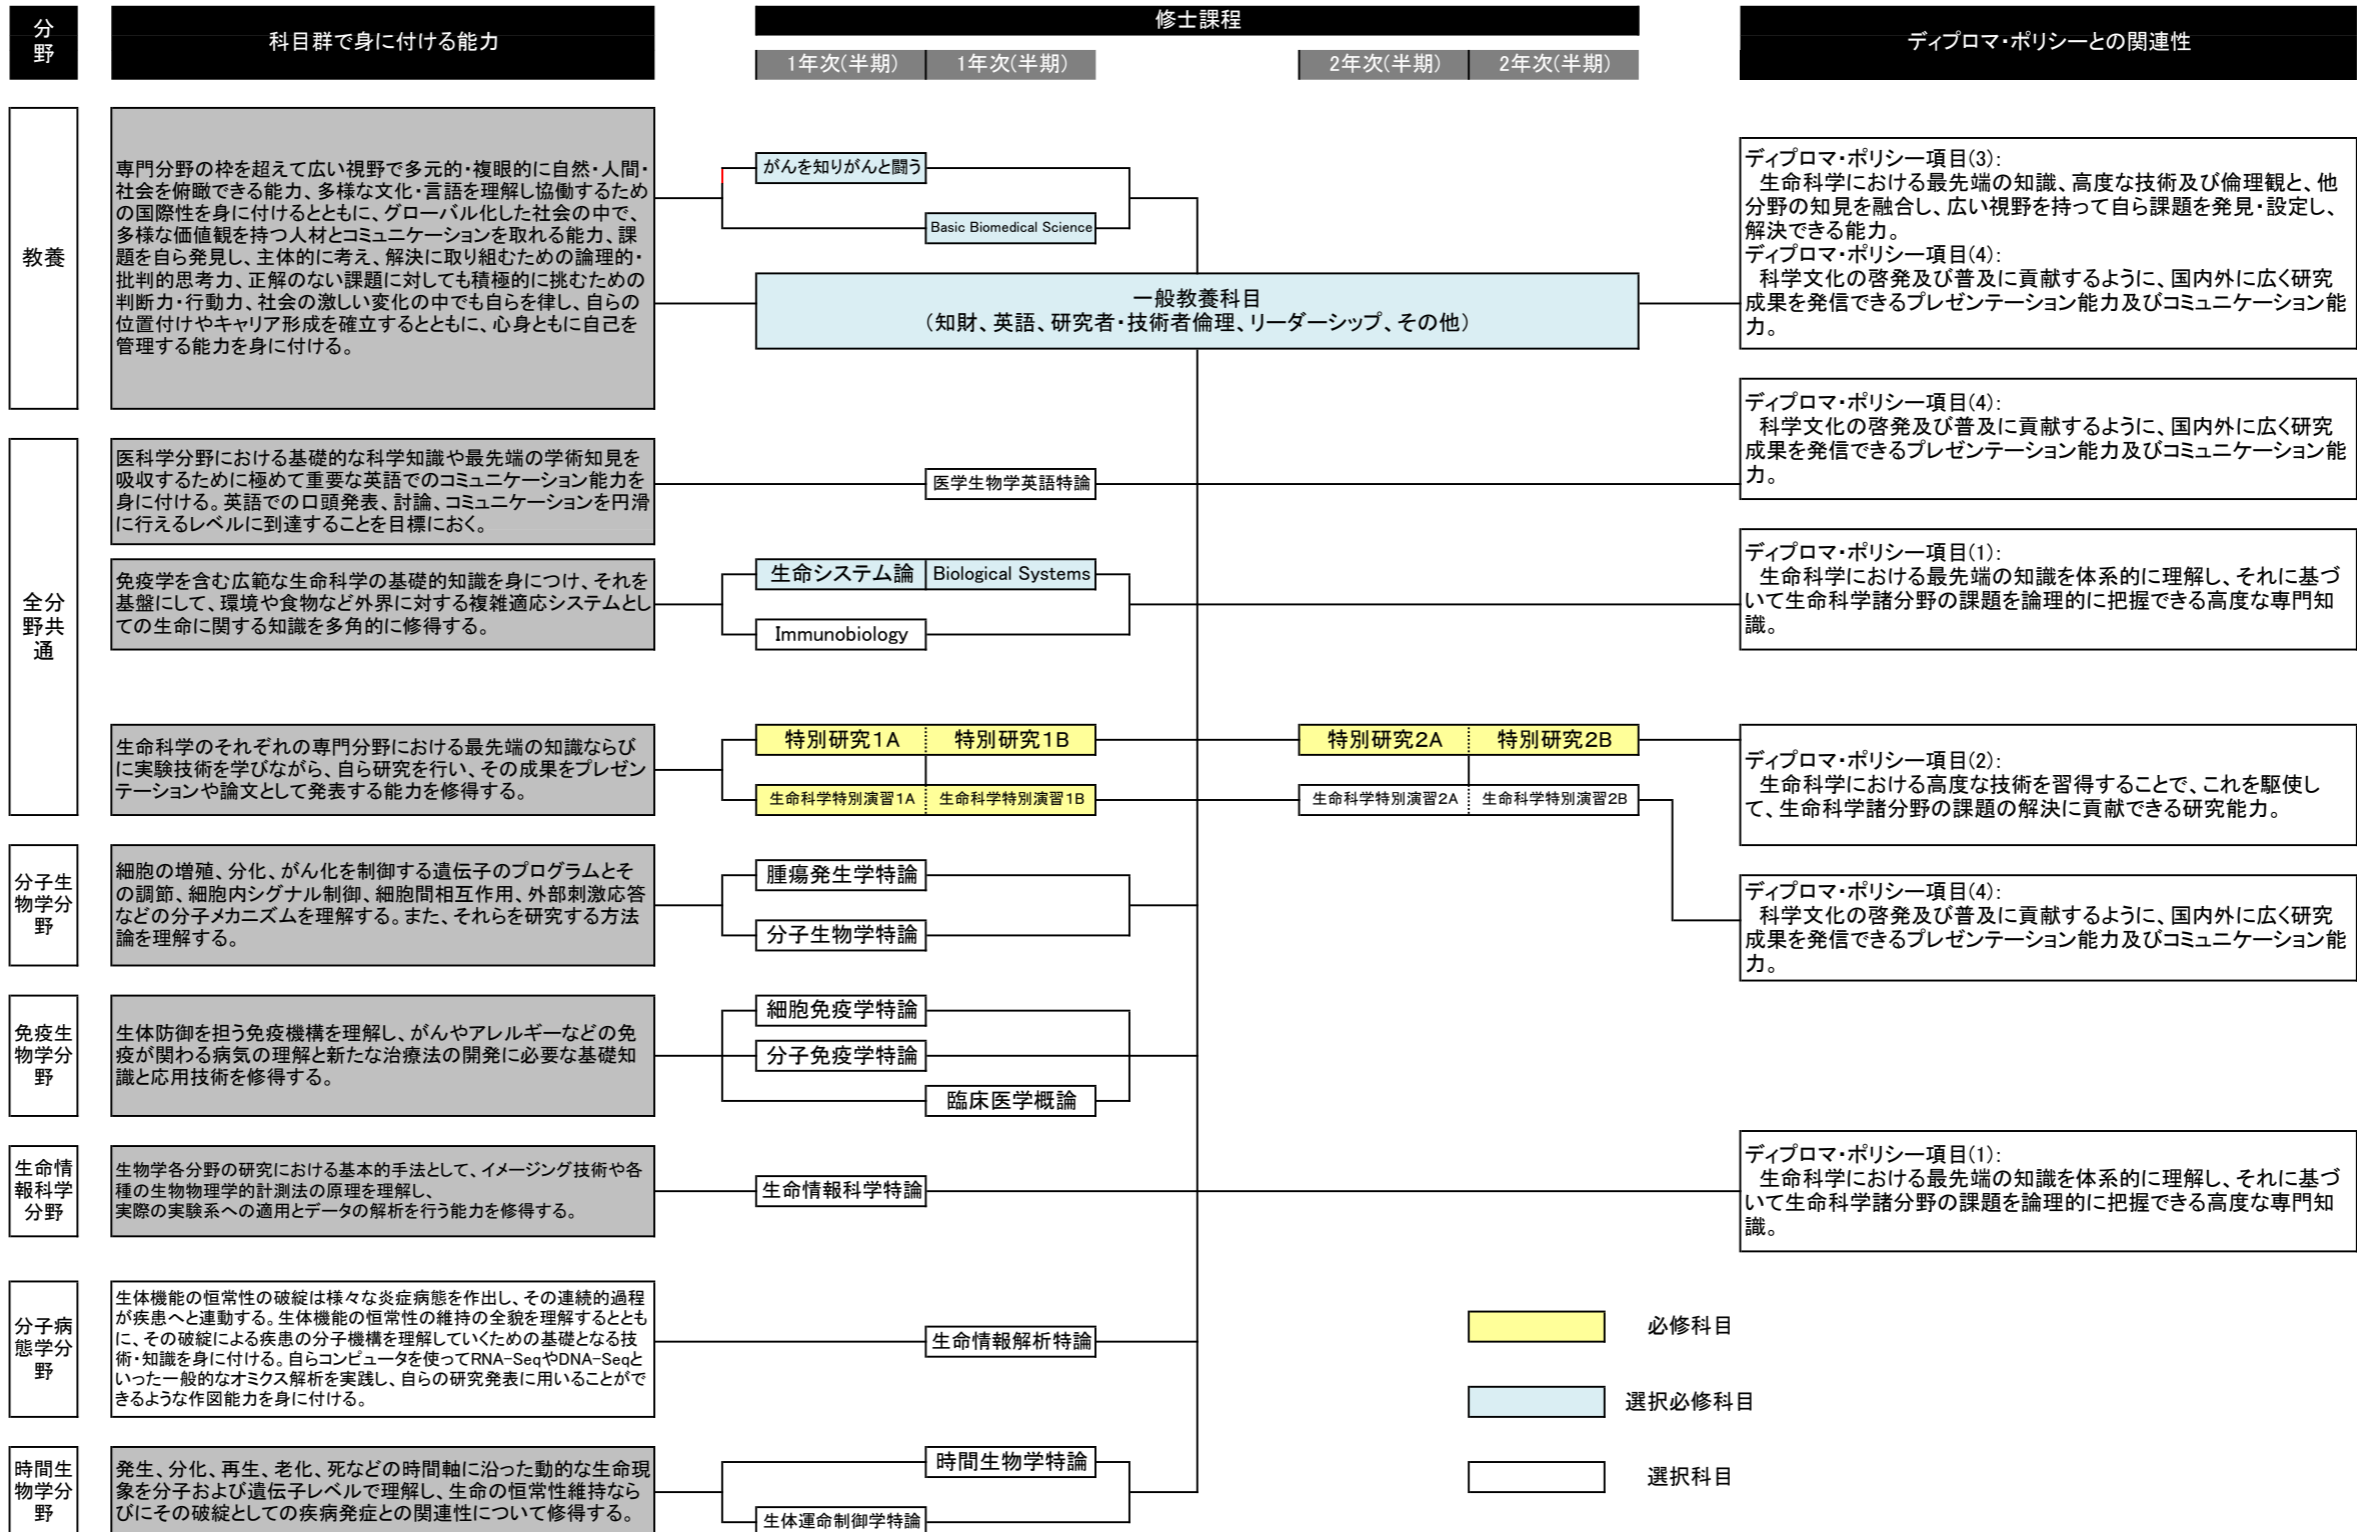 分
野
科目群で身に付ける能力
修士課程
1年次(半期)
1年次(半期)
2年次(半期)
2年次(半期)
ディプロマ・ポリシーとの関連性
教養
専門分野の枠を超えて広い視野で多元的・複眼的に自然・人間・
社会を俯瞰できる能力、多様な文化・言語を理解し協働するため
の国際性を身に付けるとともに、グローバル化した社会の中で、
多様な価値観を持つ人材とコミュニケーションを取れる能力、課
題を自ら発見し、主体的に考え、解決に取り組むための論理的・
批判的思考力、正解のない課題に対しても積極的に挑むための
判断力・行動力、社会の激しい変化の中でも自らを律し、自らの
位置付けやキャリア形成を確立するとともに、心身ともに自己を
管理する能力を身に付ける。
がんを知りがんと闘う
Basic Biomedical Science
一般教養科目
(知財、英語、研究者・技術者倫理、リーダーシップ、その他)
ディプロマ・ポリシー項目(3):
生命科学における最先端の知識、高度な技術及び倫理観と、他
分野の知見を融合し、広い視野を持って自ら課題を発見・設定し、
解決できる能力。
ディプロマ・ポリシー項目(4):
科学文化の啓発及び普及に貢献するように、国内外に広く研究
成果を発信できるプレゼンテーション能力及びコミュニケーション能
力。
全分
野共
通
医科学分野における基礎的な科学知識や最先端の学術知見を
吸収するために極めて重要な英語でのコミュニケーション能力を
身に付ける。英語での口頭発表、討論、コミュニケーションを円滑
に行えるレベルに到達することを目標におく。
医学生物学英語特論
ディプロマ・ポリシー項目(4):
科学文化の啓発及び普及に貢献するように、国内外に広く研究
成果を発信できるプレゼンテーション能力及びコミュニケーション能
力。
免疫学を含む広範な生命科学の基礎的知識を身につけ、それを
基盤にして、環境や食物など外界に対する複雑適応システムとし
ての生命に関する知識を多角的に修得する。
生命システム論
Biological Systems
Immunobiology
ディプロマ・ポリシー項目(1):
生命科学における最先端の知識を体系的に理解し、それに基づ
いて生命科学諸分野の課題を論理的に把握できる高度な専門知
識。
生命科学のそれぞれの専門分野における最先端の知識ならび
に実験技術を学びながら、自ら研究を行い、その成果をプレゼン
テーションや論文として発表する能力を修得する。
特別研究1A
特別研究1B
特別研究2A
特別研究2B
生命科学特別演習1A
生命科学特別演習1B
生命科学特別演習2A
生命科学特別演習2B
ディプロマ・ポリシー項目(2):
生命科学における高度な技術を習得することで、これを駆使し
て、生命科学諸分野の課題の解決に貢献できる研究能力。
分子生
物学分
野
細胞の増殖、分化、がん化を制御する遺伝子のプログラムとそ
の調節、細胞内シグナル制御、細胞間相互作用、外部刺激応答
などの分子メカニズムを理解する。また、それらを研究する方法
論を理解する。
腫瘍発生学特論
分子生物学特論
ディプロマ・ポリシー項目(4):
科学文化の啓発及び普及に貢献するように、国内外に広く研究
成果を発信できるプレゼンテーション能力及びコミュニケーション能
力。
免疫生
物学分
野
生体防御を担う免疫機構を理解し、がんやアレルギーなどの免
疫が関わる病気の理解と新たな治療法の開発に必要な基礎知
識と応用技術を修得する。
細胞免疫学特論
分子免疫学特論
臨床医学概論
生命情
報科学
分野
生物学各分野の研究における基本的手法として、イメージング技術や各
種の生物物理学的計測法の原理を理解し、
実際の実験系への適用とデータの解析を行う能力を修得する。
生命情報科学特論
ディプロマ・ポリシー項目(1):
生命科学における最先端の知識を体系的に理解し、それに基づ
いて生命科学諸分野の課題を論理的に把握できる高度な専門知
識。
分子病
態学分
野
生体機能の恒常性の破綻は様々な炎症病態を作出し、その連続的過程
が疾患へと連動する。生体機能の恒常性の維持の全貌を理解するととも
に、その破綻による疾患の分子機構を理解していくための基礎となる技
術・知識を身に付ける。自らコンピュータを使ってRNA-SeqやDNA-Seqと
いった一般的なオミクス解析を実践し、自らの研究発表に用いることがで
きるような作図能力を身に付ける。
生命情報解析特論
必修科目
選択必修科目
選択科目
時間生
物学分
野
発生、分化、再生、老化、死などの時間軸に沿った動的な生命現
象を分子および遺伝子レベルで理解し、生命の恒常性維持なら
びにその破綻としての疾病発症との関連性について修得する。
時間生物学特論
生体運命制御学特論